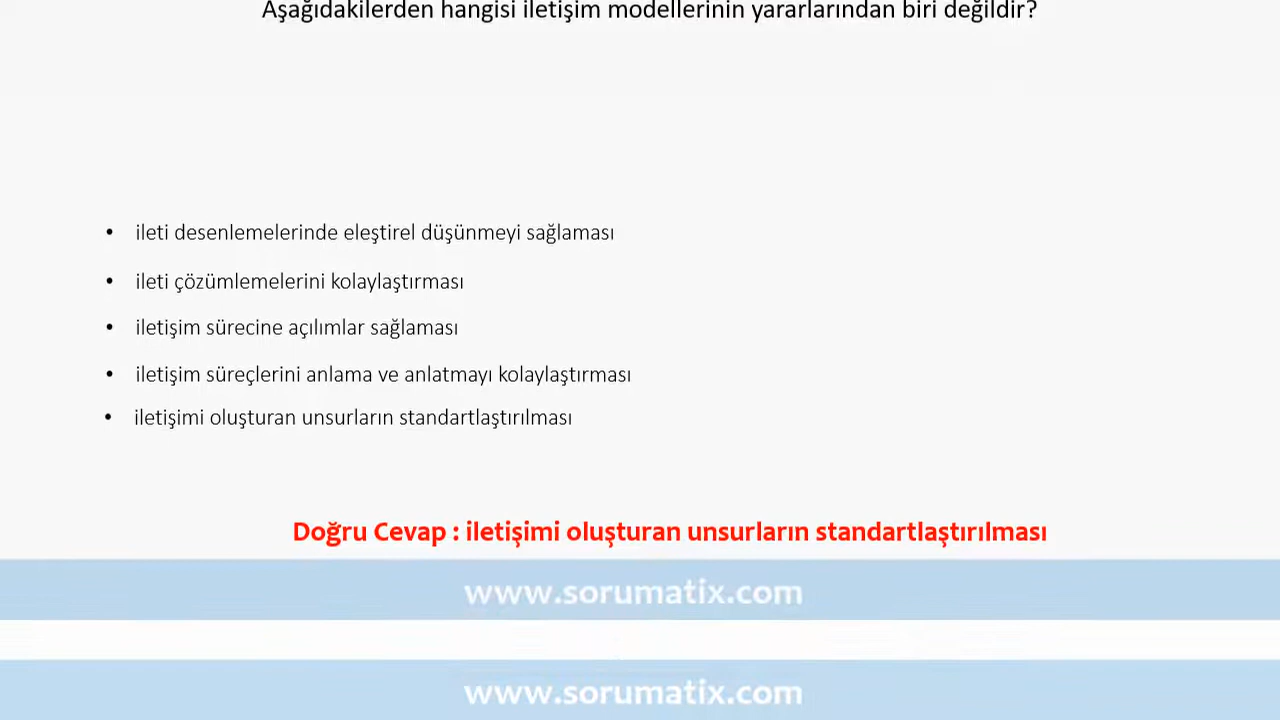 Aşağıdakilerden hangisi iletişim modellerinin yararlarından biri değildir?
• ileti desenlemelerinde eleştirel düşünmeyi sağlaması
• ileti çözümlemelerini kolaylaştırması
• iletişim sürecine açılımlar sağlaması
• iletişim süreçlerini anlama ve anlatmayı kolaylaştırması
• iletişimi oluşturan unsurların standartlaştırılması
Doğru Cevap : iletişimi oluşturan unsurların standartlaştırılması
www.sorumatix.com
www.sorumatix.com